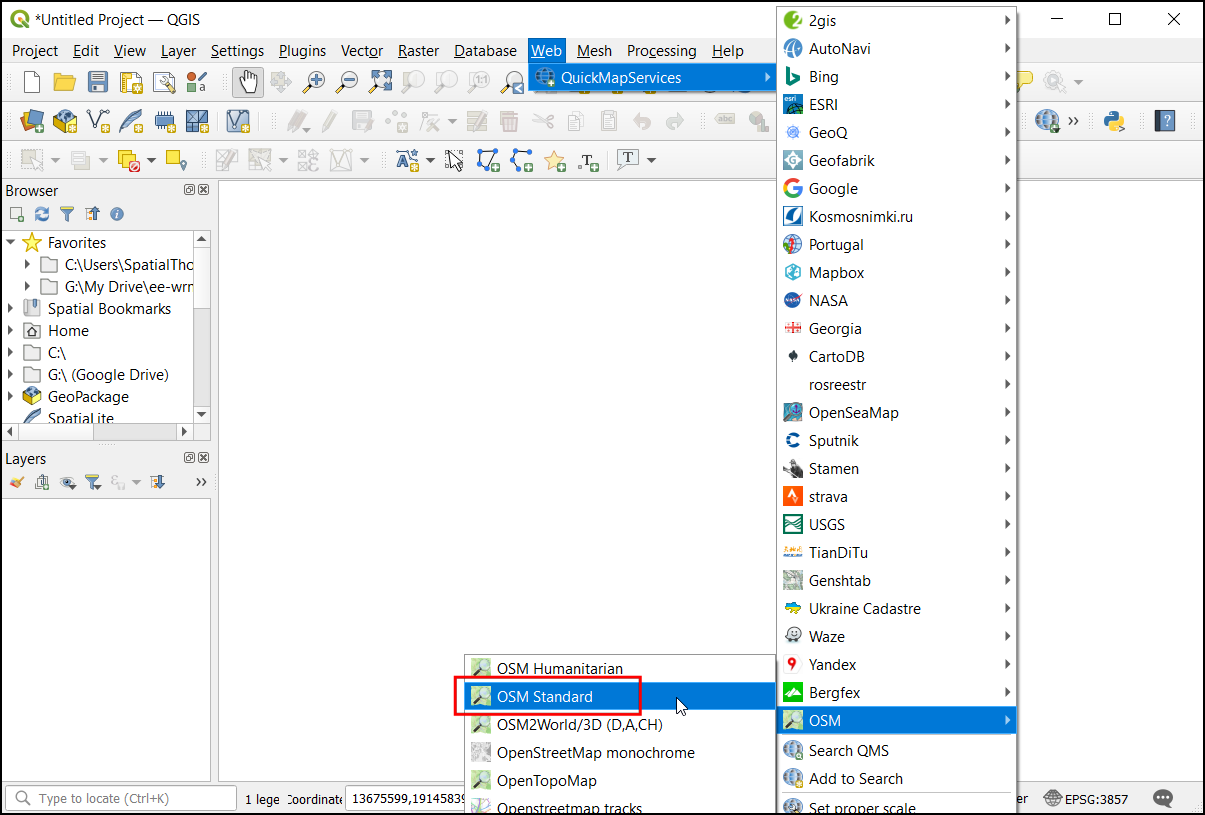 *Untitled Project — QGIS
Project Edit View Layer Settings Plugins Vector Raster Database Web Mesh Processing Help
QuickMapServices
2gis
AutoNavi
Bing
ESRI
GeoQ
Geofabrik
Google
Kosmosnimki.ru
Portugal
Mapbox
NASA
Georgia
CartoDB
rosreestr
OpenSeaMap
Sputnik
Stamen
strava
USGS
TianDiTu
Genshtab
Ukraine Cadastre
Waze
Yandex
Bergfex
OSM
Search QMS
Add to Search
Set proper scale
OSM Humanitarian
OSM Standard
OSM2World/3D (D,A,CH)
OpenStreetMap monochrome
OpenTopoMap
Openstreetmap tracks
Browser
Favorites
C:\Users\SpatialTho
G:\My Drive\ee-wrn
Spatial Bookmarks
Home
C:\
G:\ (Google Drive)
GeoPackage
SpatiaLite
Layers
Type to locate (Ctrl+K) 1 lege Coordinate 13675599,19145839 er EPSG:3857